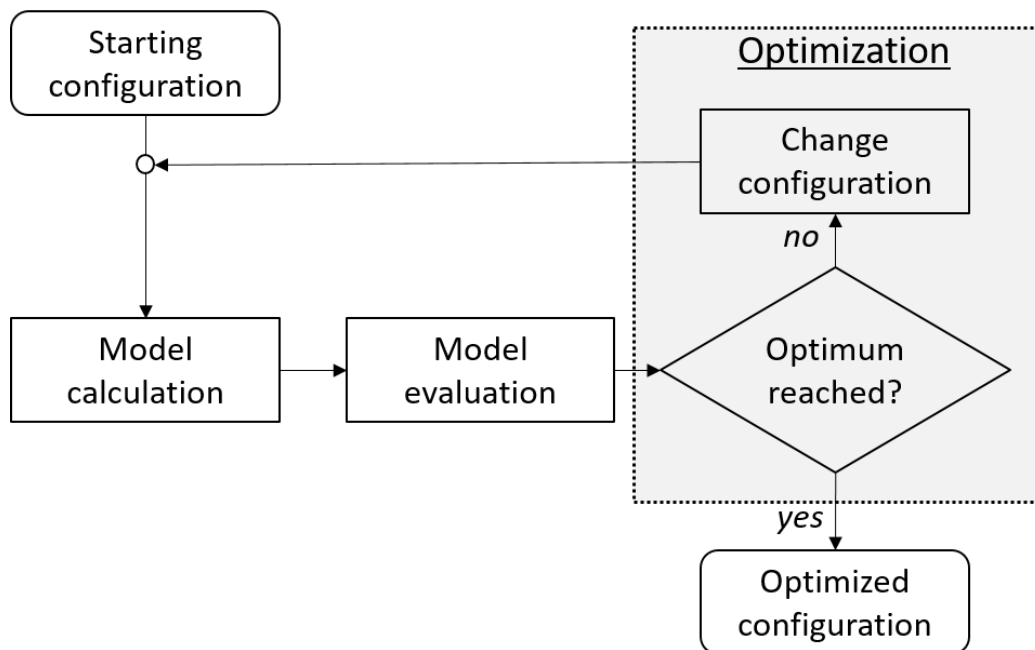 Starting
configuration
Optimization
Change
configuration
no
Model
calculation
Model
evaluation
Optimum
reached?
yes
Optimized
configuration